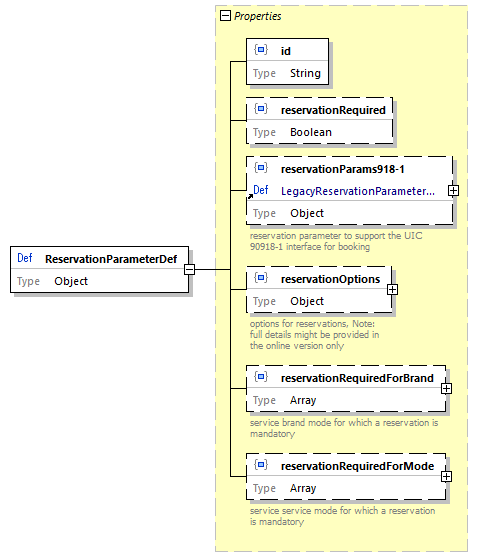 Properties
id
Type String
reservationRequired
Type Boolean
reservationParams918-1
Def LegacyReservationParameter...
Type Object
reservation parameter to support the UIC
90918-1 interface for booking
Def ReservationParameterDef
Type Object
reservationOptions
Type Object
options for reservations, Note:
full details might be provided in
the online version only
reservationRequiredForBrand
Type Array
service brand mode for which a reservation is
mandatory
reservationRequiredForMode
Type Array
service service mode for which a reservation
is mandatory